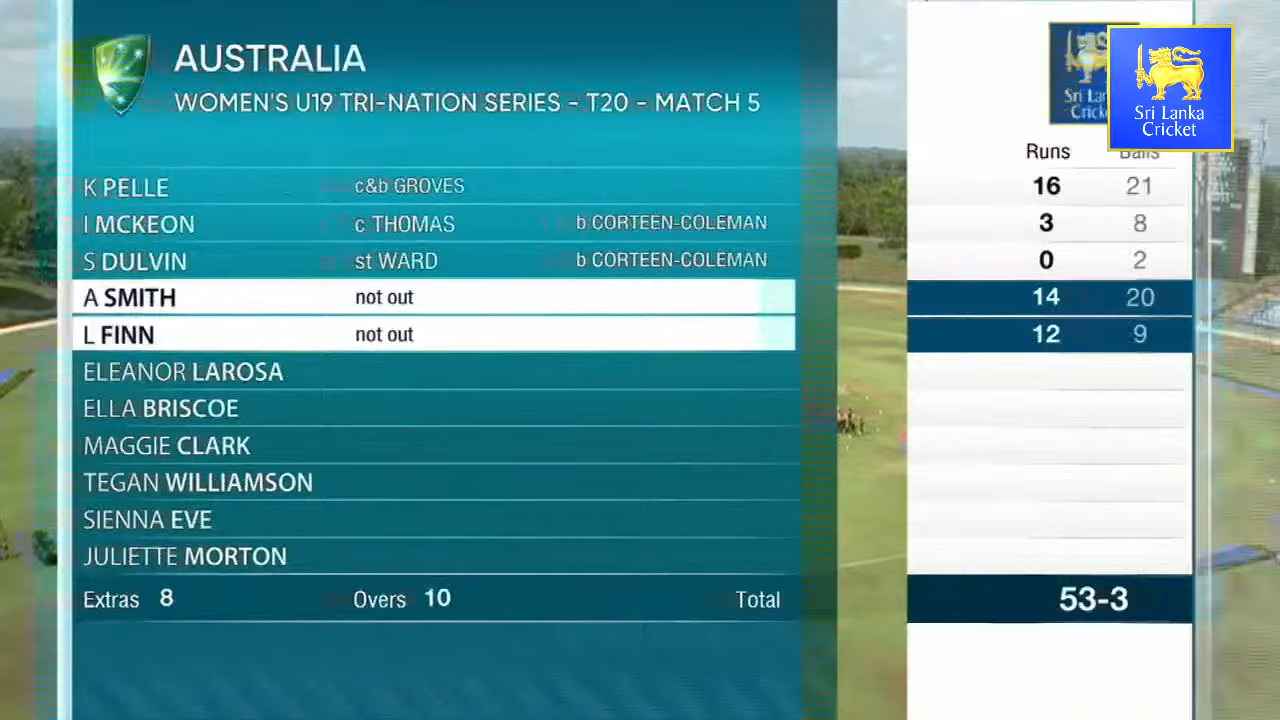 AUSTRALIA
WOMEN'S U19 TRI-NATION SERIES - T20 - MATCH 5
Sri Lanka
Cricket
Runs Balls
K PELLE c&b GROVES 16 21
I MCKEON c THOMAS b CORTEEN-COLEMAN 3 8
S DULVIN st WARD b CORTEEN-COLEMAN 0 2
A SMITH not out 14 20
L FINN not out 12 9
ELEANOR LAROSA
ELLA BRISCOE
MAGGIE CLARK
TEGAN WILLIAMSON
SIENNA EVE
JULIETTE MORTON
Extras 8 Overs 10 Total 53-3